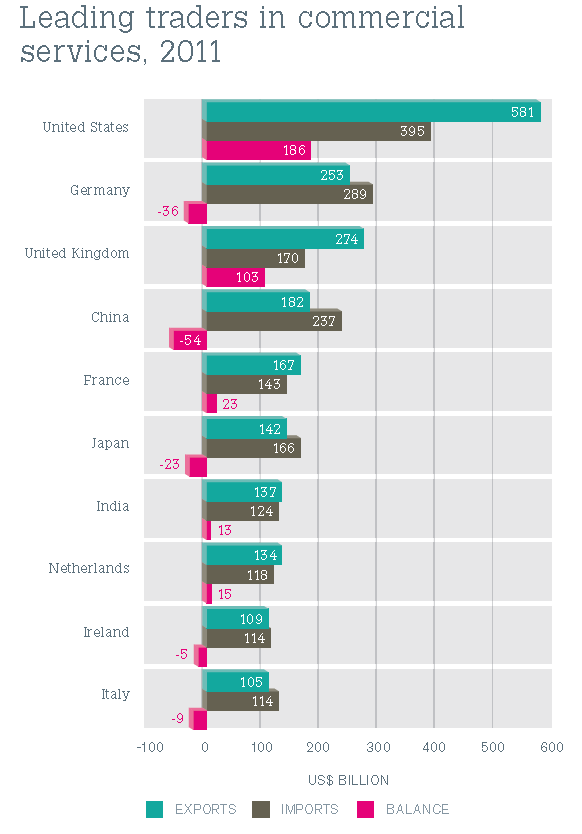 Leading traders in commercial
services, 2011
United States
581
395
186
Germany
253
289
-36
United Kingdom
274
170
103
China
182
237
-54
France
167
143
23
Japan
142
166
-23
India
137
124
13
Netherlands
134
118
15
Ireland
109
114
-5
Italy
105
114
-9
-100 0 100 200 300 400 500 600
US$ BILLION
EXPORTS IMPORTS BALANCE